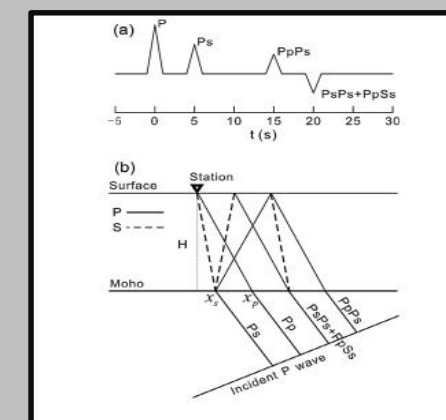 (a)
P
Ps
PpPs
PsPs+PpSs
−5 0 5 10 15 20 25 30
t (s)
(b)
Station
Surface
P
S
H
Moho
xs xp
Ps
Pp
PsPs+PpSs
PpPs
Incident P wave